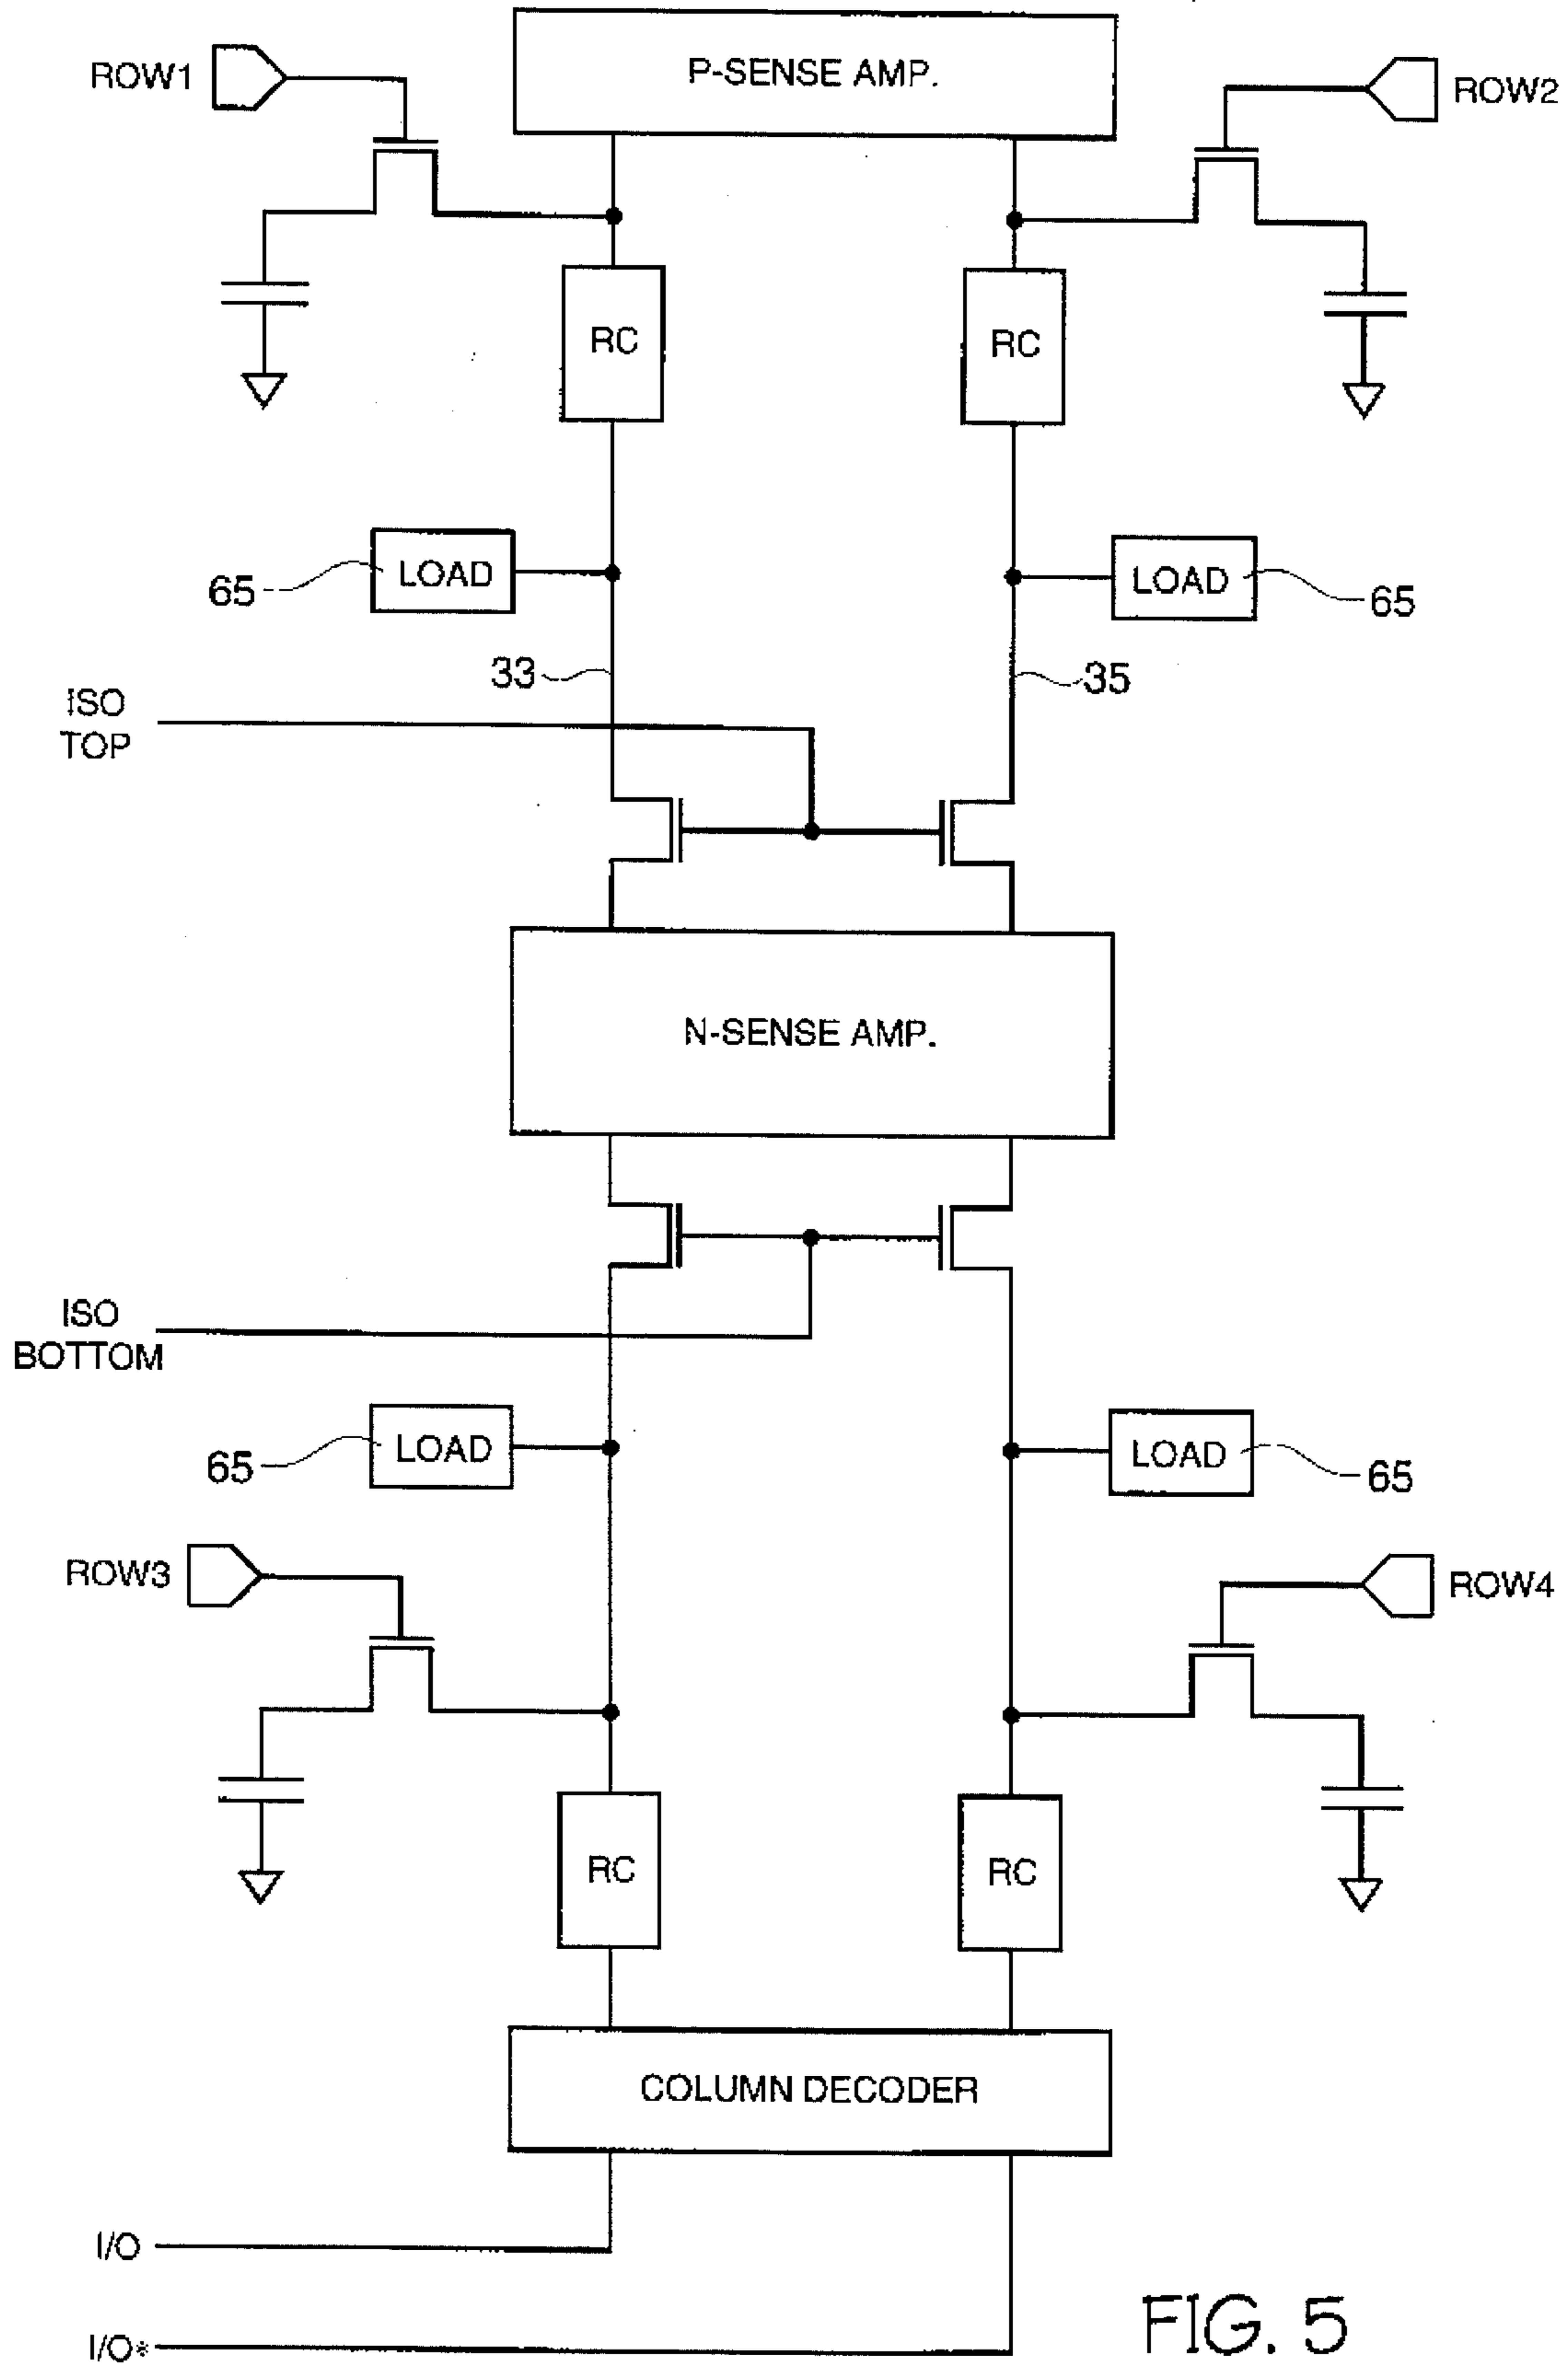 P-SENSE AMP.
ROW1
ROW2
RC
RC
LOAD
LOAD
65
65
33
35
ISO
TOP
N-SENSE AMP.
ISO
BOTTOM
LOAD
LOAD
65
65
ROW3
ROW4
RC
RC
COLUMN DECODER
I/O
I/O*
FIG. 5